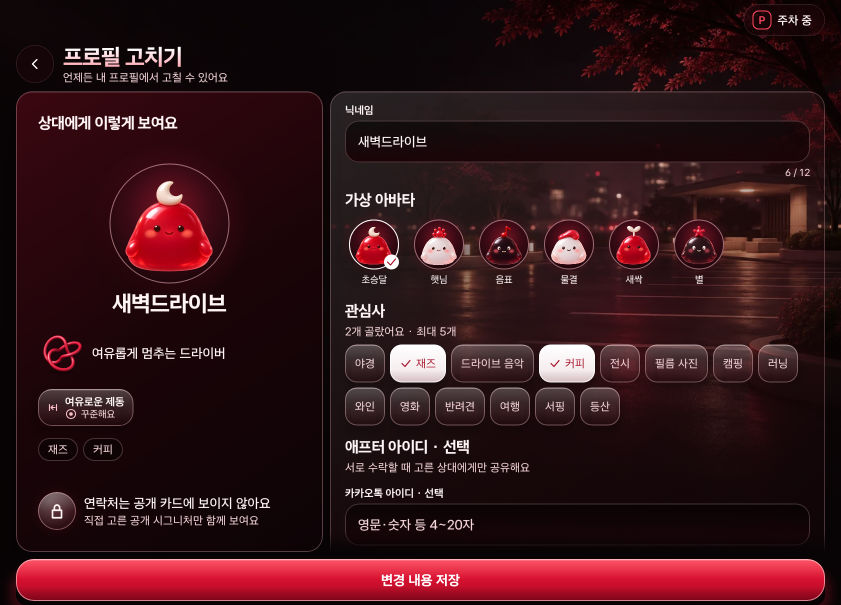 P 주차 중
프로필 고치기
언제든 내 프로필에서 고칠 수 있어요
상대에게 이렇게 보여요
새벽드라이브
여유롭게 멈추는 드라이버
여유로운 제동
꾸준해요
재즈 커피
연락처는 공개 카드에 보이지 않아요
직접 고른 공개 시그니처만 함께 보여요
닉네임
새벽드라이브
6 / 12
가상 아바타
초승달 햇님 음표 물결 새싹 별
관심사
2개 골랐어요 · 최대 5개
야경 재즈 드라이브 음악 커피 전시 필름 사진 캠핑 러닝
와인 영화 반려견 여행 서핑 등산
애프터 아이디 · 선택
서로 수락할 때 고른 상대에게만 공유해요
카카오톡 아이디 · 선택
영문·숫자 등 4~20자
변경 내용 저장